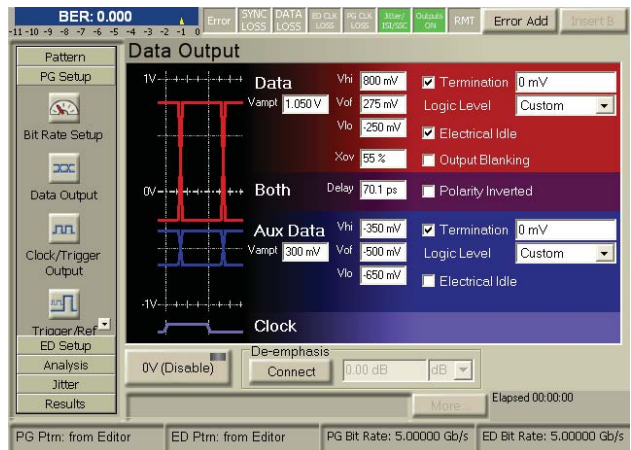 BER: 0.000
-11 -10 -9 -8 -7 -6 -5 -4 -3 -2 -1 0
Error
SYNC LOSS
DATA LOSS
ED CLK LOSS
PG CLK LOSS
Jitter/ ISI/SSC
Outputs ON
RMT
Error Add
Insert B
Pattern
PG Setup
Bit Rate Setup
Data Output
Clock/Trigger
Output
Trigger/Ref
ED Setup
Analysis
Jitter
Results
Data Output
1V
0V
-1V
Data
Vampt 1.050 V
Vhi 800 mV
Vof 275 mV
Vlo -250 mV
Xov 55 %
Termination 0 mV
Logic Level Custom
Electrical Idle
Output Blanking
Both
Delay 70.1 ps
Polarity Inverted
Aux Data
Vampt 300 mV
Vhi -350 mV
Vof -500 mV
Vlo -650 mV
Termination 0 mV
Logic Level Custom
Electrical Idle
Clock
0V (Disable)
De-emphasis
Connect
0.00 dB
dB
More...
Elapsed 00:00:00
PG Ptrn: from Editor
ED Ptrn: from Editor
PG Bit Rate: 5.00000 Gb/s
ED Bit Rate: 5.00000 Gb/s